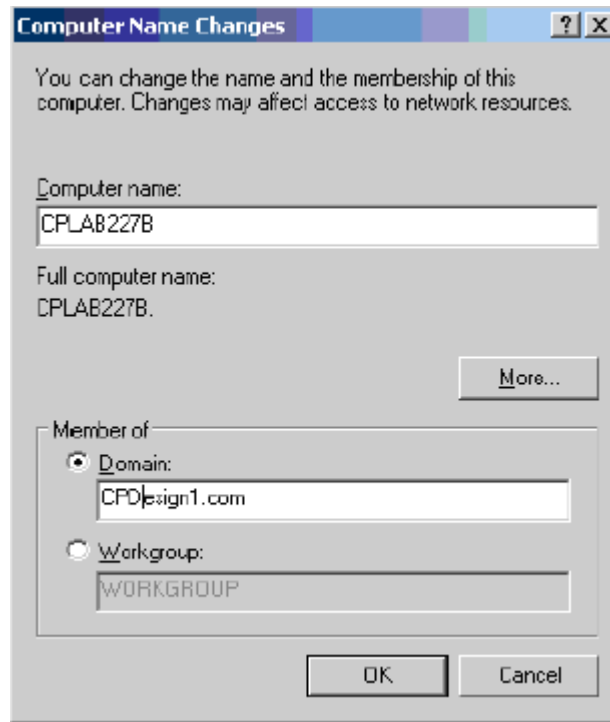 Computer Name Changes
You can change the name and the membership of this
computer. Changes may affect access to network resources.
Computer name:
CPLAB227B
Full computer name:
CPLAB227B.
More...
Member of
Domain:
CPDesign1.com
Workgroup:
WORKGROUP
OK
Cancel